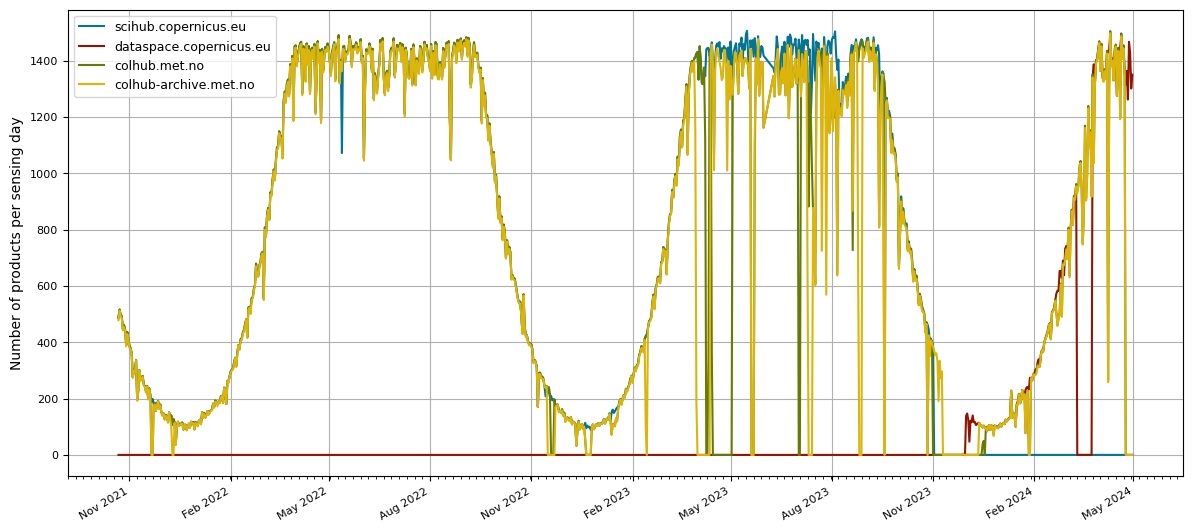 scihub.copernicus.eu
dataspace.copernicus.eu
colhub.met.no
colhub-archive.met.no
Number of products per sensing day
1400
1200
1000
800
600
400
200
0
Nov 2021
Feb 2022
May 2022
Aug 2022
Nov 2022
Feb 2023
May 2023
Aug 2023
Nov 2023
Feb 2024
May 2024